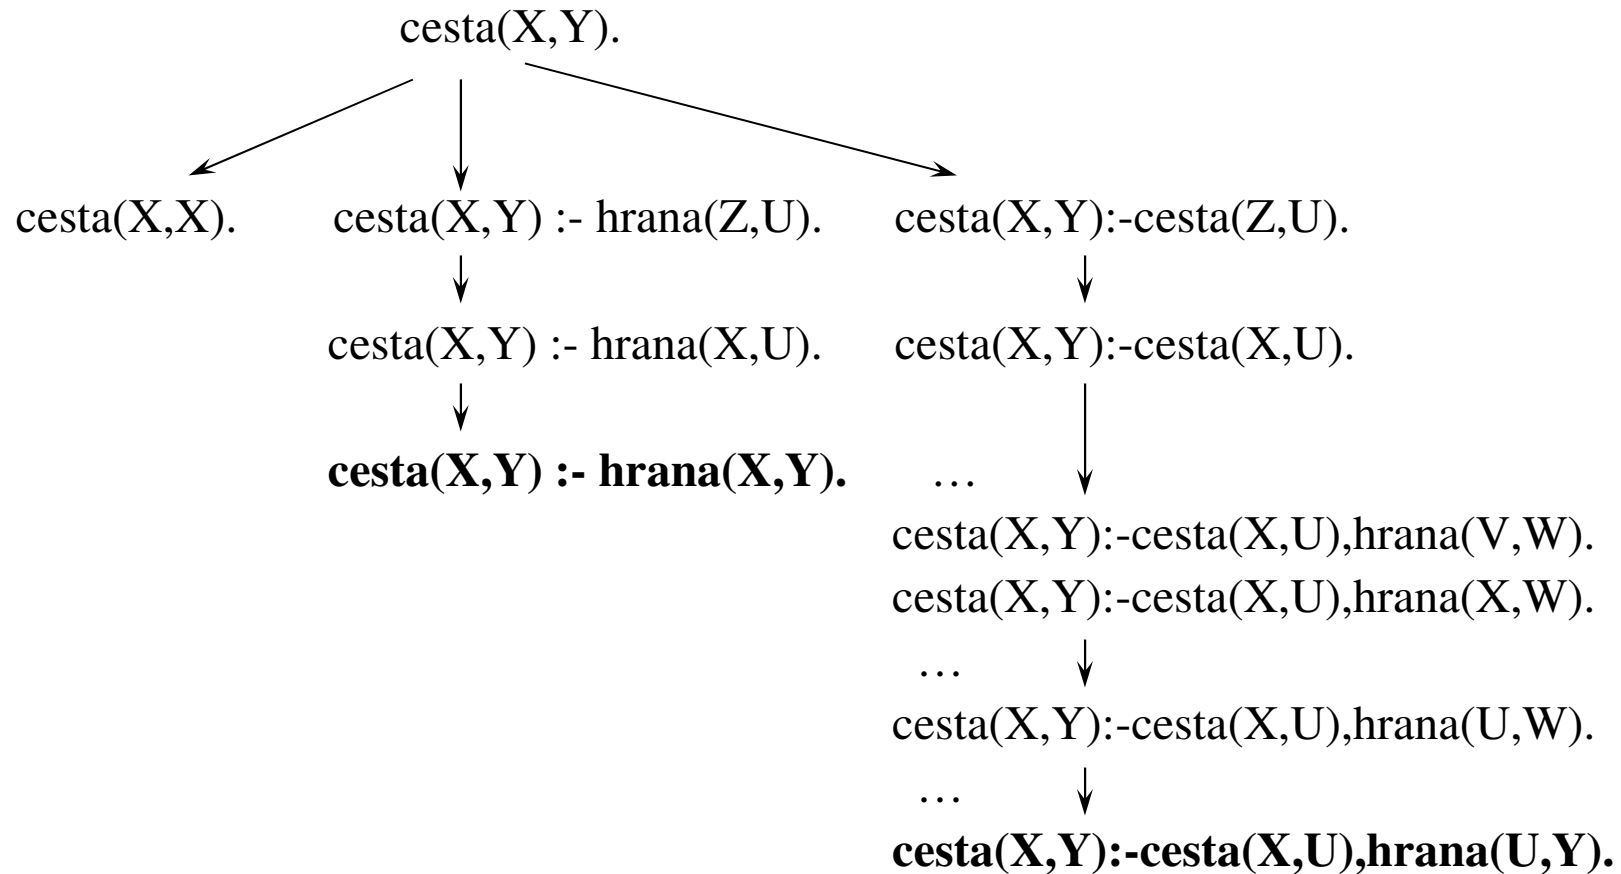 cesta(X,Y).
cesta(X,X). cesta(X,Y) :- hrana(Z,U). cesta(X,Y):-cesta(Z,U).
cesta(X,Y) :- hrana(X,U). cesta(X,Y):-cesta(X,U).
cesta(X,Y) :- hrana(X,Y). …
cesta(X,Y):-cesta(X,U),hrana(V,W).
cesta(X,Y):-cesta(X,U),hrana(X,W).
…
cesta(X,Y):-cesta(X,U),hrana(U,W).
…
cesta(X,Y):-cesta(X,U),hrana(U,Y).